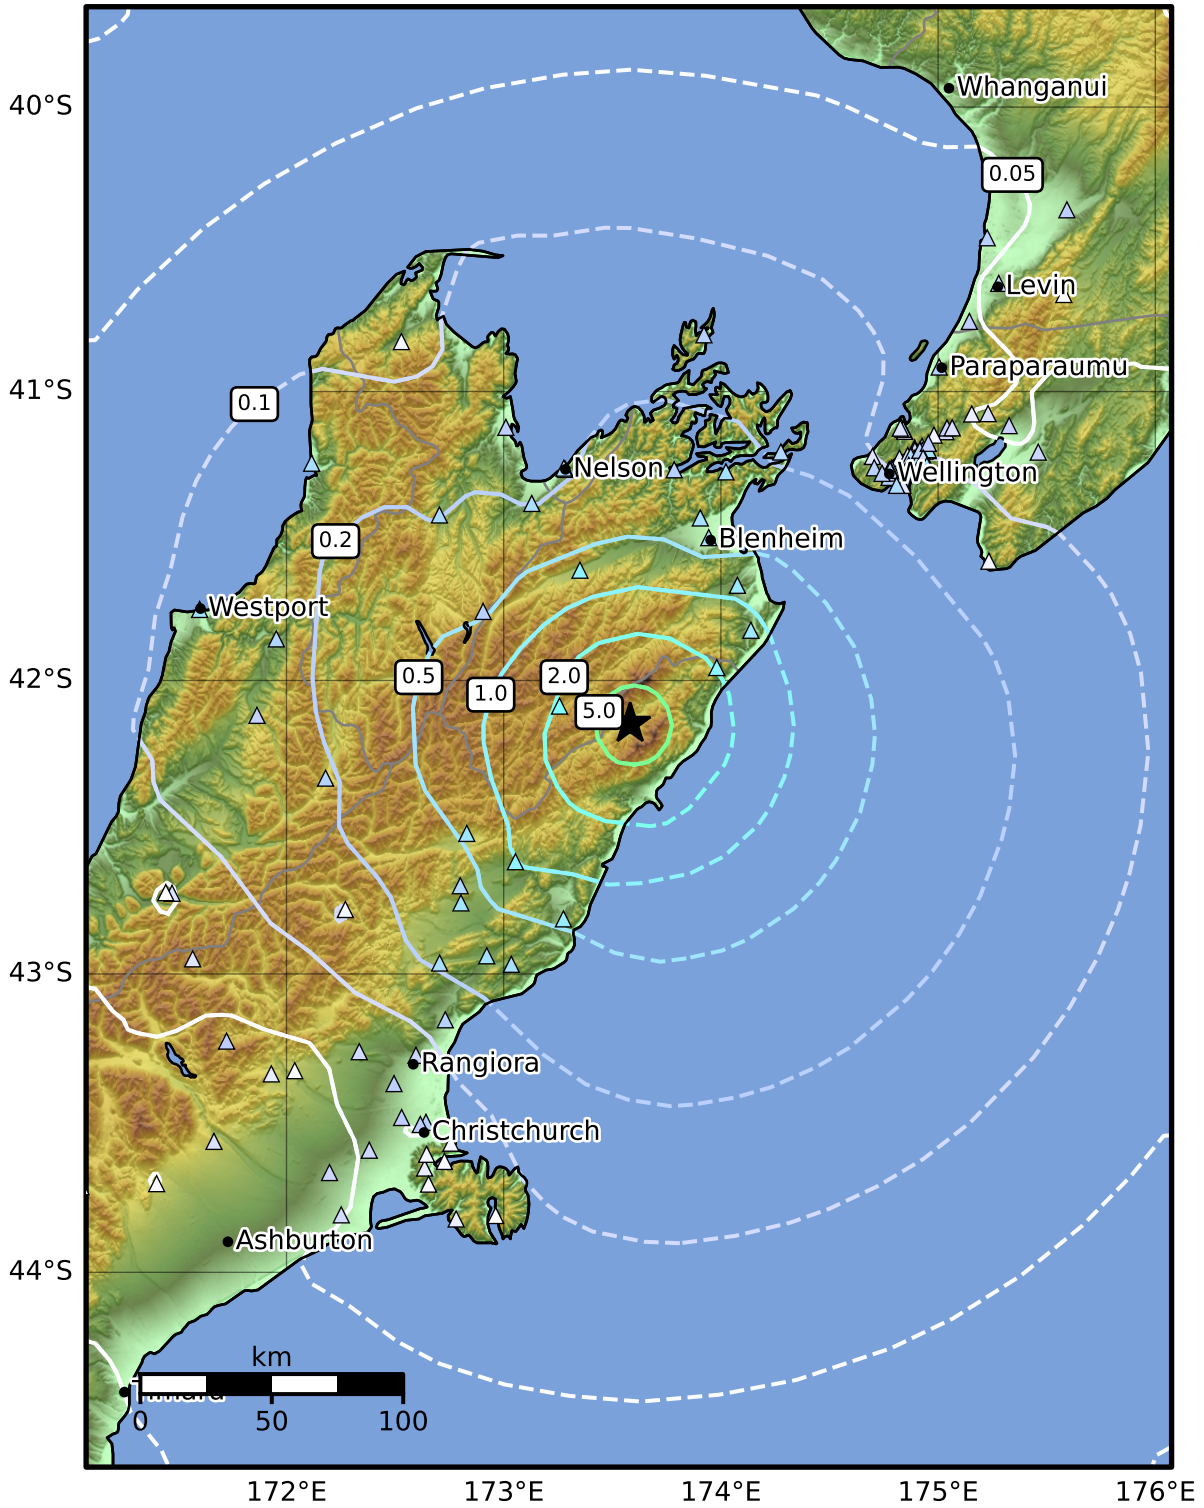 Whanganui
40°S
0.05
Levin
Paraparaumu
41°S
0.1
Nelson
Wellington
0.2
Blenheim
Westport
42°S
0.5
1.0
2.0
5.0
43°S
Rangiora
Christchurch
Ashburton
44°S
km
0
50
100
172°E
173°E
174°E
175°E
176°E